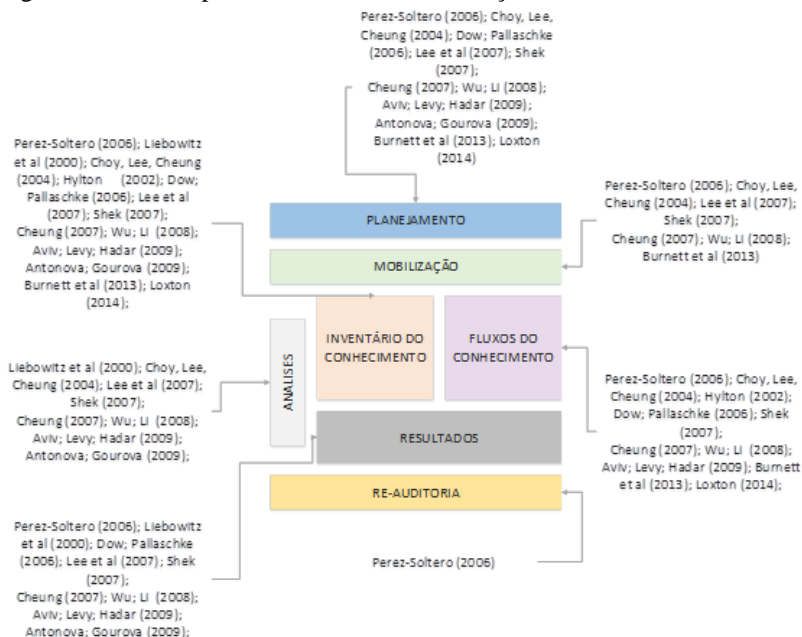 Perez-Soltero (2006); Choy, Lee,
Cheung (2004); Dow; Pallaschke
(2006); Lee et al (2007); Shek
(2007);
Cheung (2007); Wu; Li (2008);
Aviv; Levy; Hadar (2009);
Antonova; Gourova (2009);
Burnett et al (2013); Loxton
(2014)
Perez-Soltero (2006); Liebowitz
et al (2000); Choy, Lee, Cheung
(2004); Hylton (2002); Dow;
Pallaschke (2006); Lee et al
(2007); Shek (2007);
Cheung (2007); Wu; Li (2008);
Aviv; Levy; Hadar (2009);
Antonova; Gourova (2009);
Burnett et al (2013); Loxton
(2014);
Perez-Soltero (2006); Choy, Lee,
Cheung (2004); Lee et al (2007);
Shek (2007);
Cheung (2007); Wu; Li (2008);
Burnett et al (2013)
PLANEJAMENTO
MOBILIZAÇÃO
INVENTÁRIO DO
CONHECIMENTO
FLUXOS DO
CONHECIMENTO
ANALISES
Liebowitz et al (2000); Choy, Lee,
Cheung (2004); Lee et al (2007);
Shek (2007);
Cheung (2007); Wu; Li (2008);
Aviv; Levy; Hadar (2009);
Antonova; Gourova (2009);
Perez-Soltero (2006); Choy, Lee,
Cheung (2004); Hylton (2002);
Dow; Pallaschke (2006); Shek
(2007);
Cheung (2007); Wu; Li (2008);
Aviv; Levy; Hadar (2009); Burnett
et al (2013); Loxton (2014);
RESULTADOS
RE-AUDITORIA
Perez-Soltero (2006); Liebowitz
et al (2000); Dow; Pallaschke
(2006); Lee et al (2007); Shek
(2007);
Cheung (2007); Wu; Li (2008);
Aviv; Levy; Hadar (2009);
Antonova; Gourova (2009);
Perez-Soltero (2006)